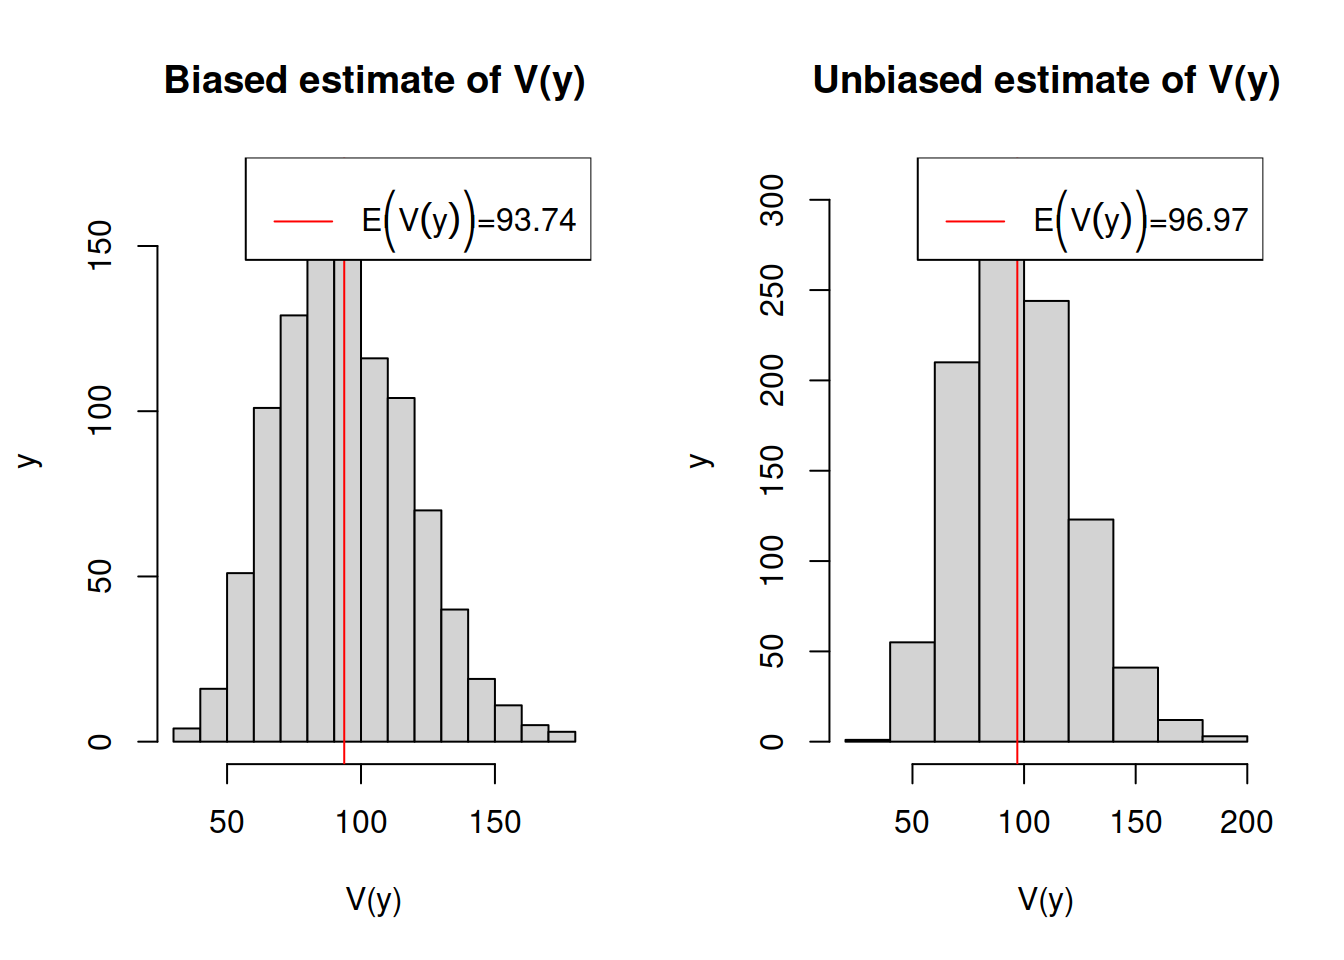 Biased estimate of V(y)
E(V(y))=93.74
150
100
50
0
y
50 100 150
V(y)
Unbiased estimate of V(y)
E(V(y))=96.97
300
250
200
150
100
50
0
y
50 100 150 200
V(y)